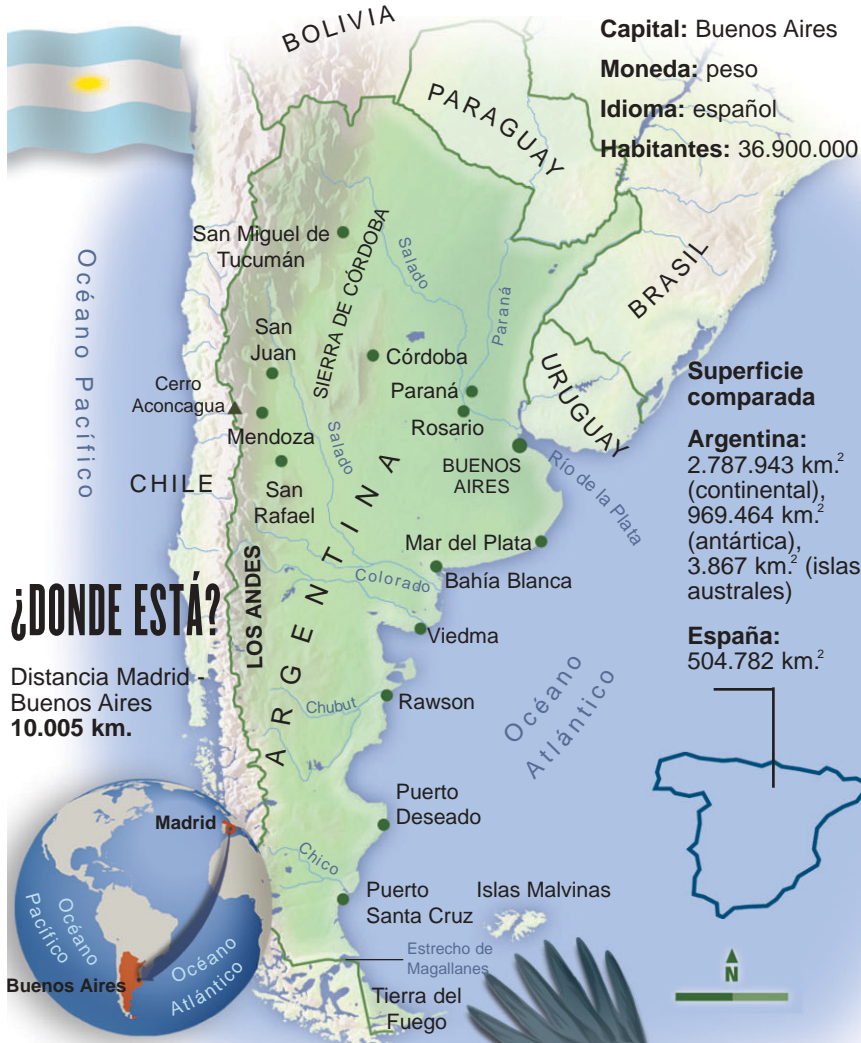 BOLIVIA
Capital: Buenos Aires
Moneda: peso
Idioma: español
Habitantes: 36.900.000
PARAGUAY
San Miguel de
Tucumán
SIERRA DE CÓRDOBA
Salado
Paraná
BRASIL
Océano Pacífico
San
Juan
Córdoba
Cerro
Aconcagua
Paraná
Rosario
URUGUAY
Mendoza
Salado
BUENOS
AIRES
Río de la Plata
CHILE
San
Rafael
ARGENTINA
LOS ANDES
Mar del Plata
Colorado
Bahía Blanca
Viedma
Superficie
comparada
Argentina:
2.787.943 km.²
(continental),
969.464 km.²
(antártica),
3.867 km.² (islas
australes)
España:
504.782 km.²
¿DONDE ESTÁ?
Distancia Madrid -
Buenos Aires
10.005 km.
Chubut
Rawson
Océano
Atlántico
Puerto
Deseado
Madrid
Chico
Puerto
Santa Cruz
Islas Malvinas
Océano
Pacífico
Océano
Atlántico
Buenos Aires
Estrecho de
Magallanes
Tierra del
Fuego
N